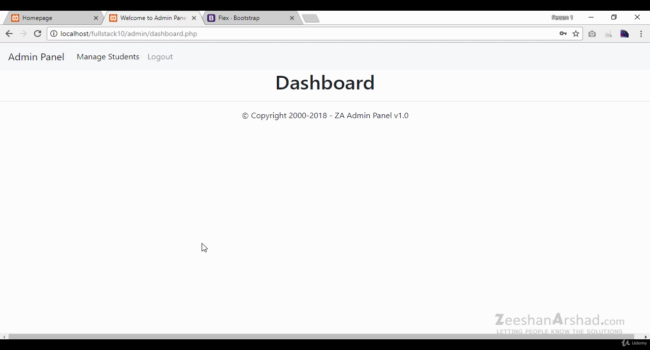 Homepage
Welcome to Admin Pan
Flex · Bootstrap
localhost/fullstack10/admin/dashboard.php
Admin Panel
Manage Students
Logout
Dashboard
© Copyright 2000-2018 - ZA Admin Panel v1.0
ZeeshanArshad.com
LETTING PEOPLE KNOW THE SOLUTIONS
Udemy